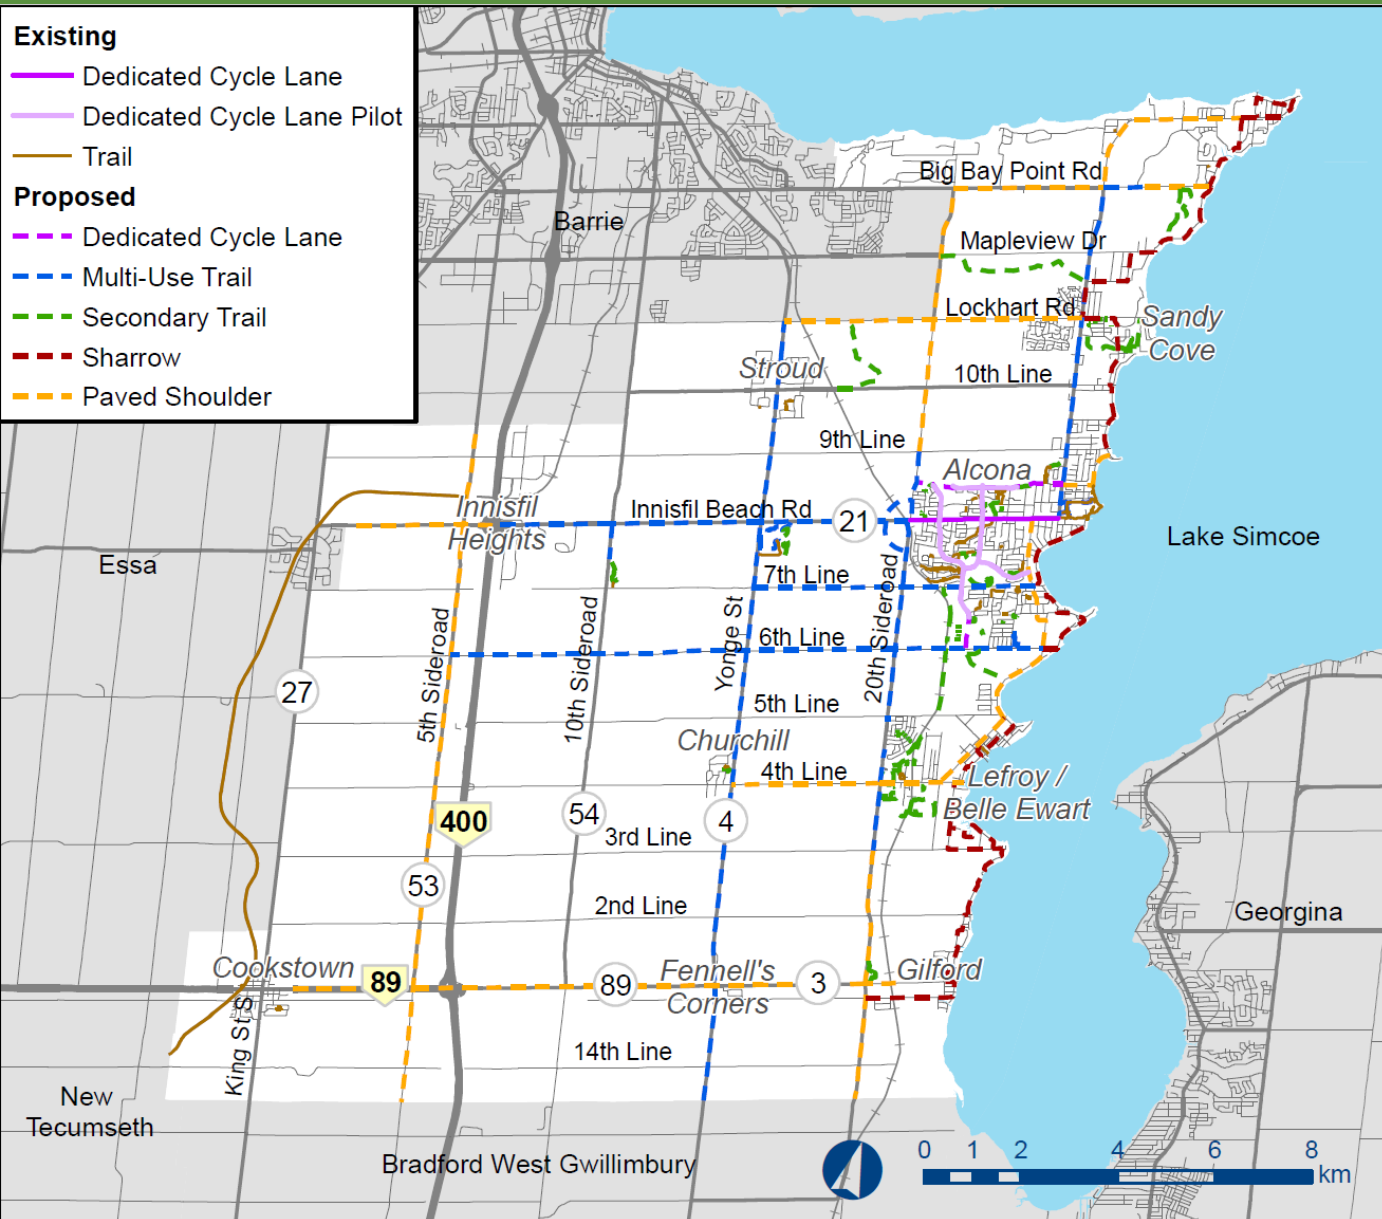 Existing
Dedicated Cycle Lane
Dedicated Cycle Lane Pilot
Trail
Proposed
Dedicated Cycle Lane
Multi-Use Trail
Secondary Trail
Sharrow
Paved Shoulder
Big Bay Point Rd
Barrie
Mapleview Dr
Lockhart Rd
Sandy
Cove
Stroud
10th Line
9th Line
Alcona
Innisfil
Heights
Innisfil Beach Rd
21
Lake Simcoe
Essa
7th Line
20th Sideroad
10th Sideroad
Yonge St
5th Sideroad
6th Line
27
5th Line
Churchill
4th Line
Lefroy /
Belle Ewart
400
54
4
3rd Line
53
2nd Line
Georgina
Cookstown
89
89
Fennell's
Corners
3
Gilford
King St S
14th Line
New
Tecumseth
Bradford West Gwillimbury
0 1 2 4 6 8
km